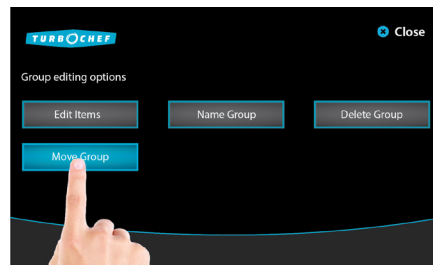 TURBOCHEF
Close
Group editing options
Edit Items
Name Group
Delete Group
Move Group